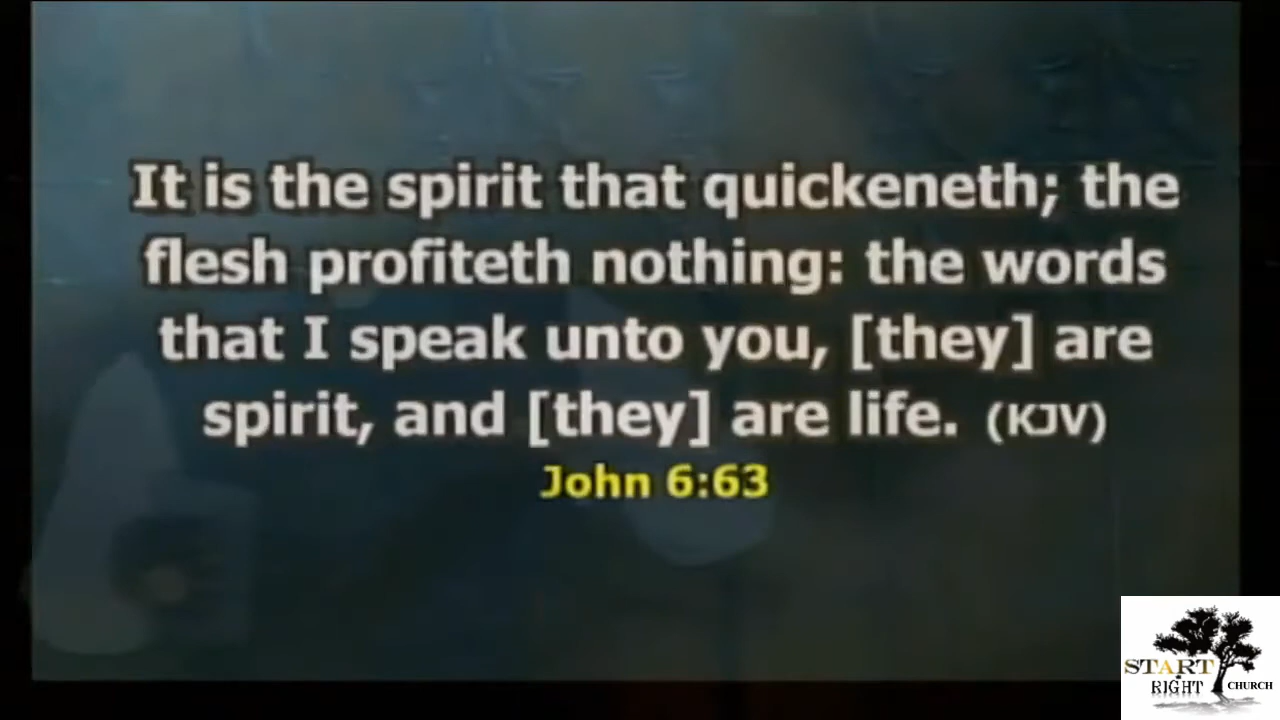 It is the spirit that quickeneth; the
flesh profiteth nothing: the words
that I speak unto you, [they] are
spirit, and [they] are life. (KJV)
John 6:63
START
RIGHT CHURCH